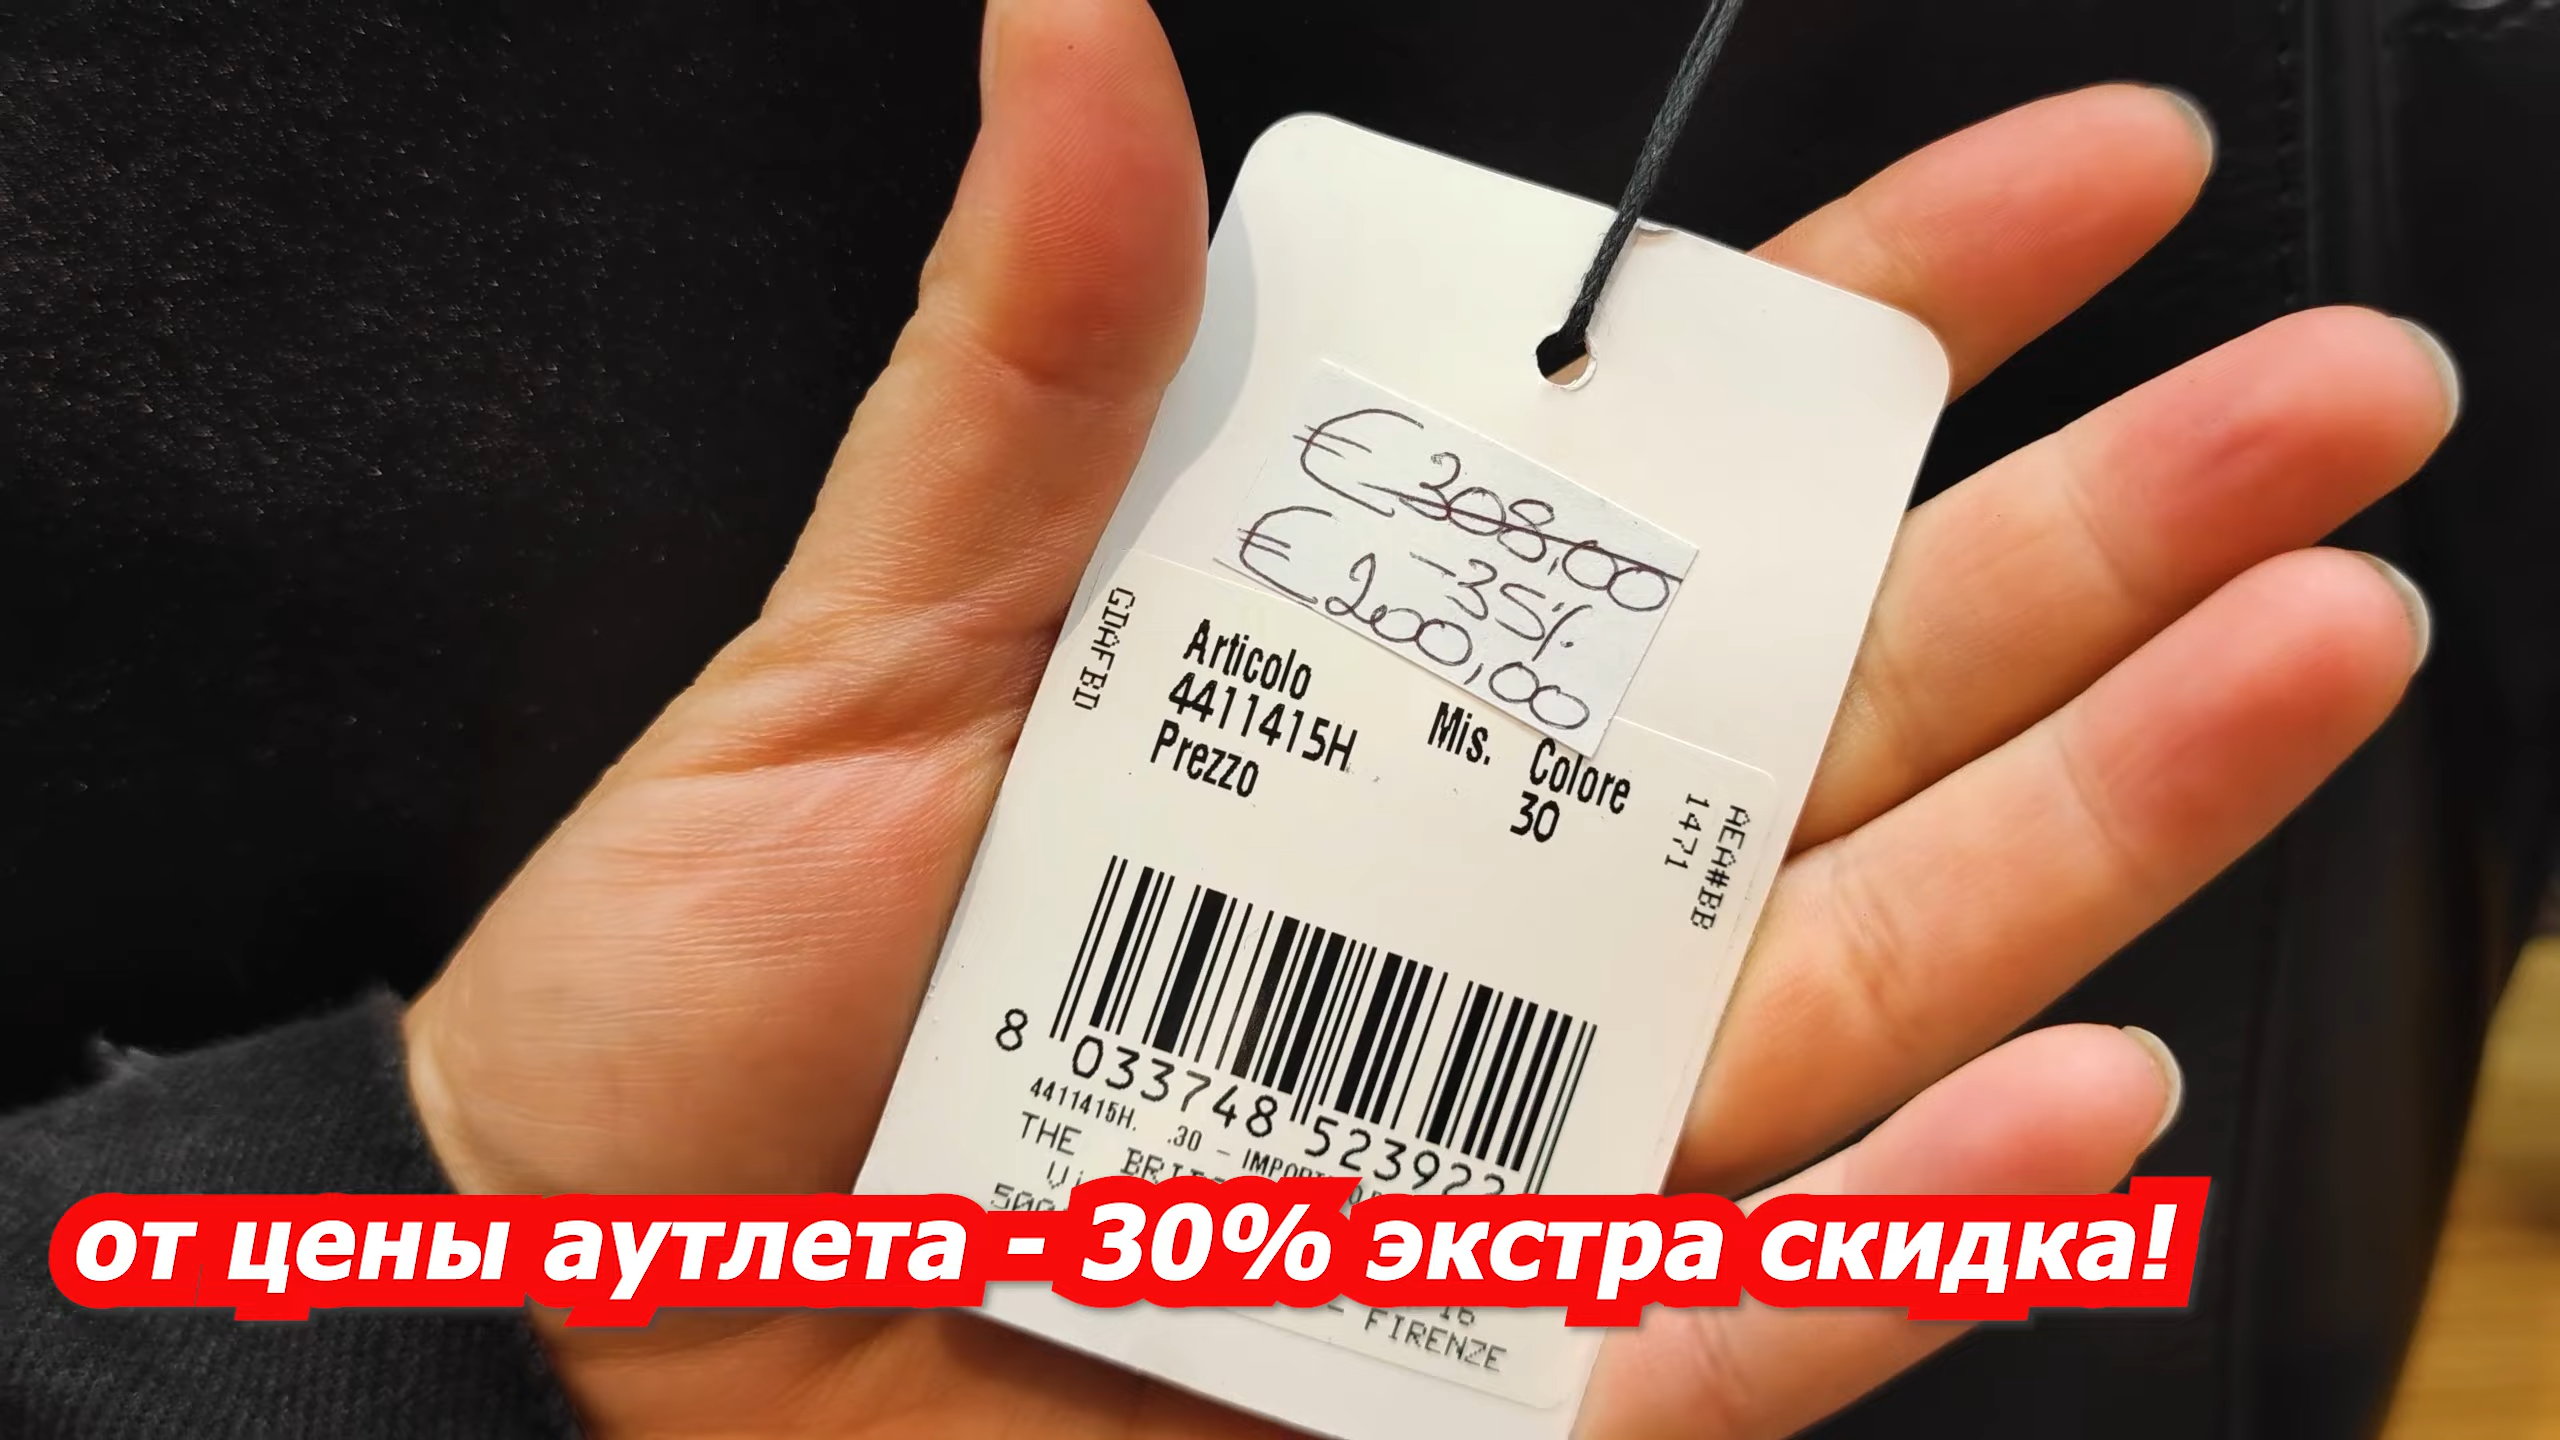 € 308,00
-35%
€ 200,00
Articolo
4411415H
Prezzo
Mis. Colore
30
GDAFBD
AEA#BB
1471
8 033748 523922
4411415H. .30 -
THE
от цены аутлета - 30% экстра скидка!
16
- FIRENZE